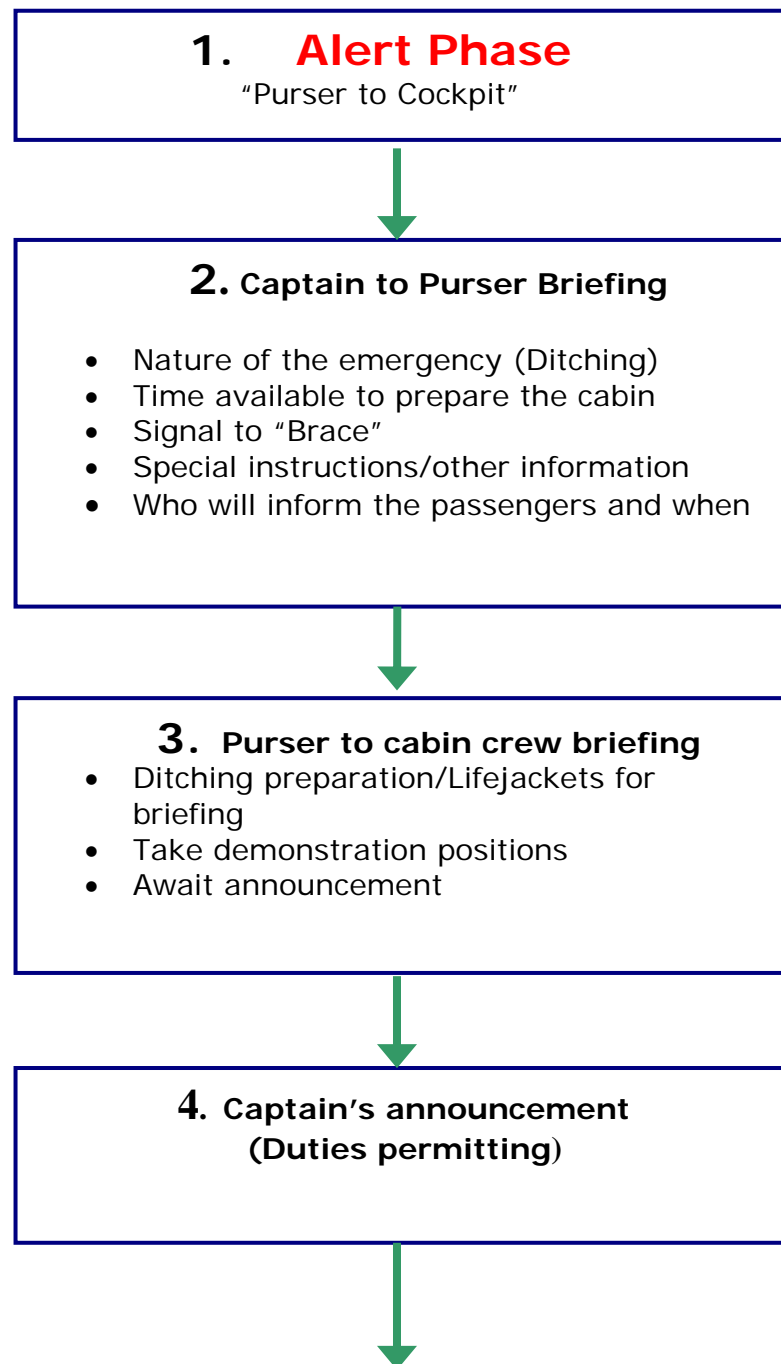 1. Alert Phase
“Purser to Cockpit”
2. Captain to Purser Briefing
• Nature of the emergency (Ditching)
• Time available to prepare the cabin
• Signal to “Brace”
• Special instructions/other information
• Who will inform the passengers and when
3. Purser to cabin crew briefing
• Ditching preparation/Lifejackets for
briefing
• Take demonstration positions
• Await announcement
4. Captain’s announcement
(Duties permitting)